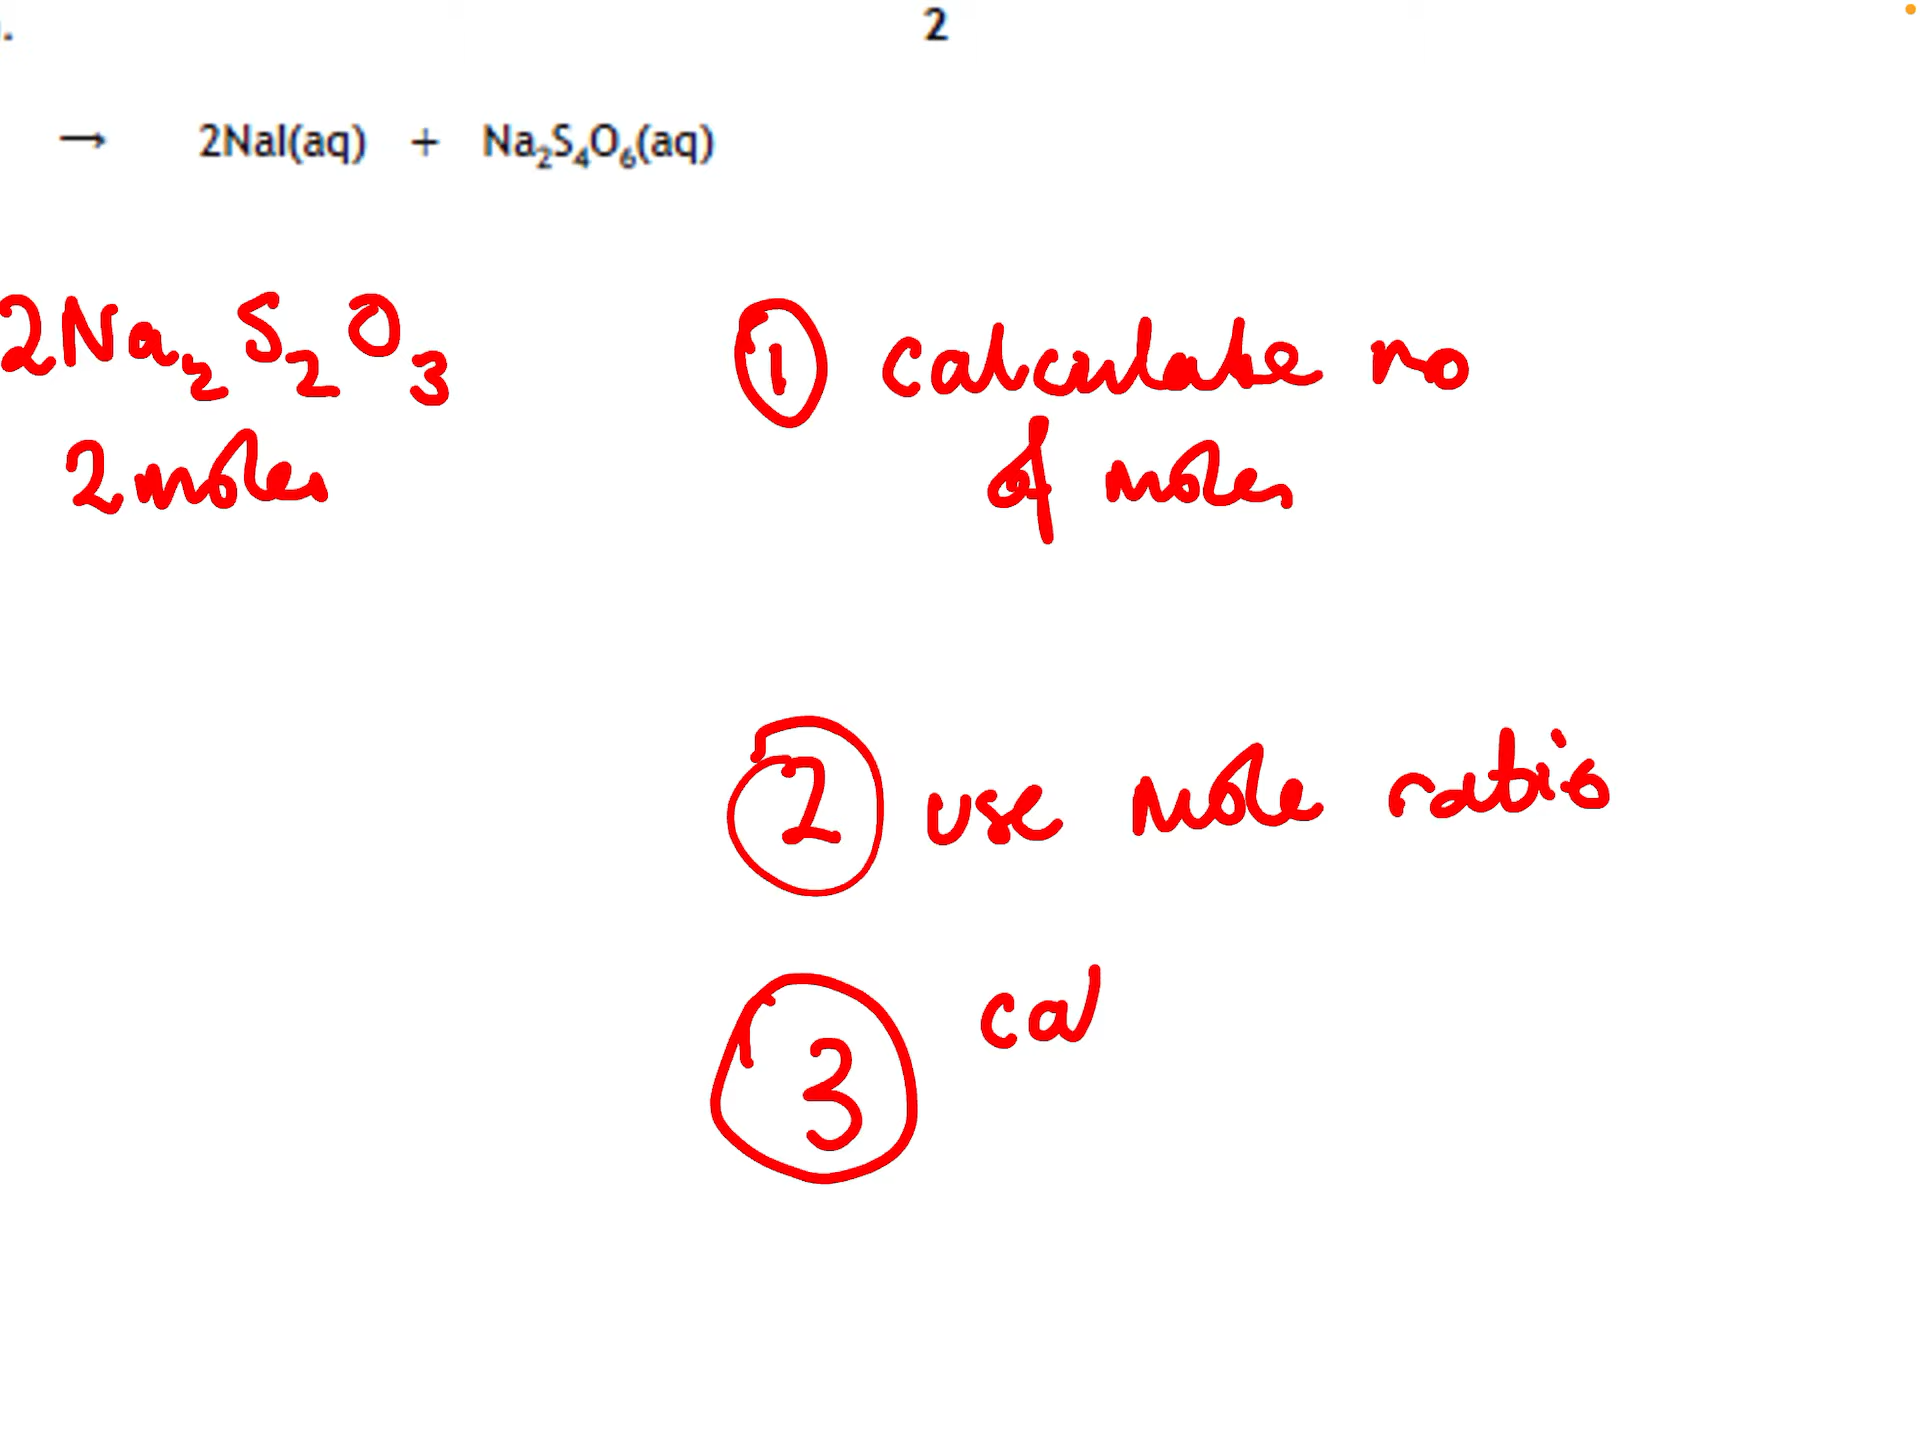 . 2
→ 2NaI(aq) + Na₂S₄O₆(aq)
2Na₂S₂O₃
2 moles
① calculate no
of moles
② use mole ratio
③ cal